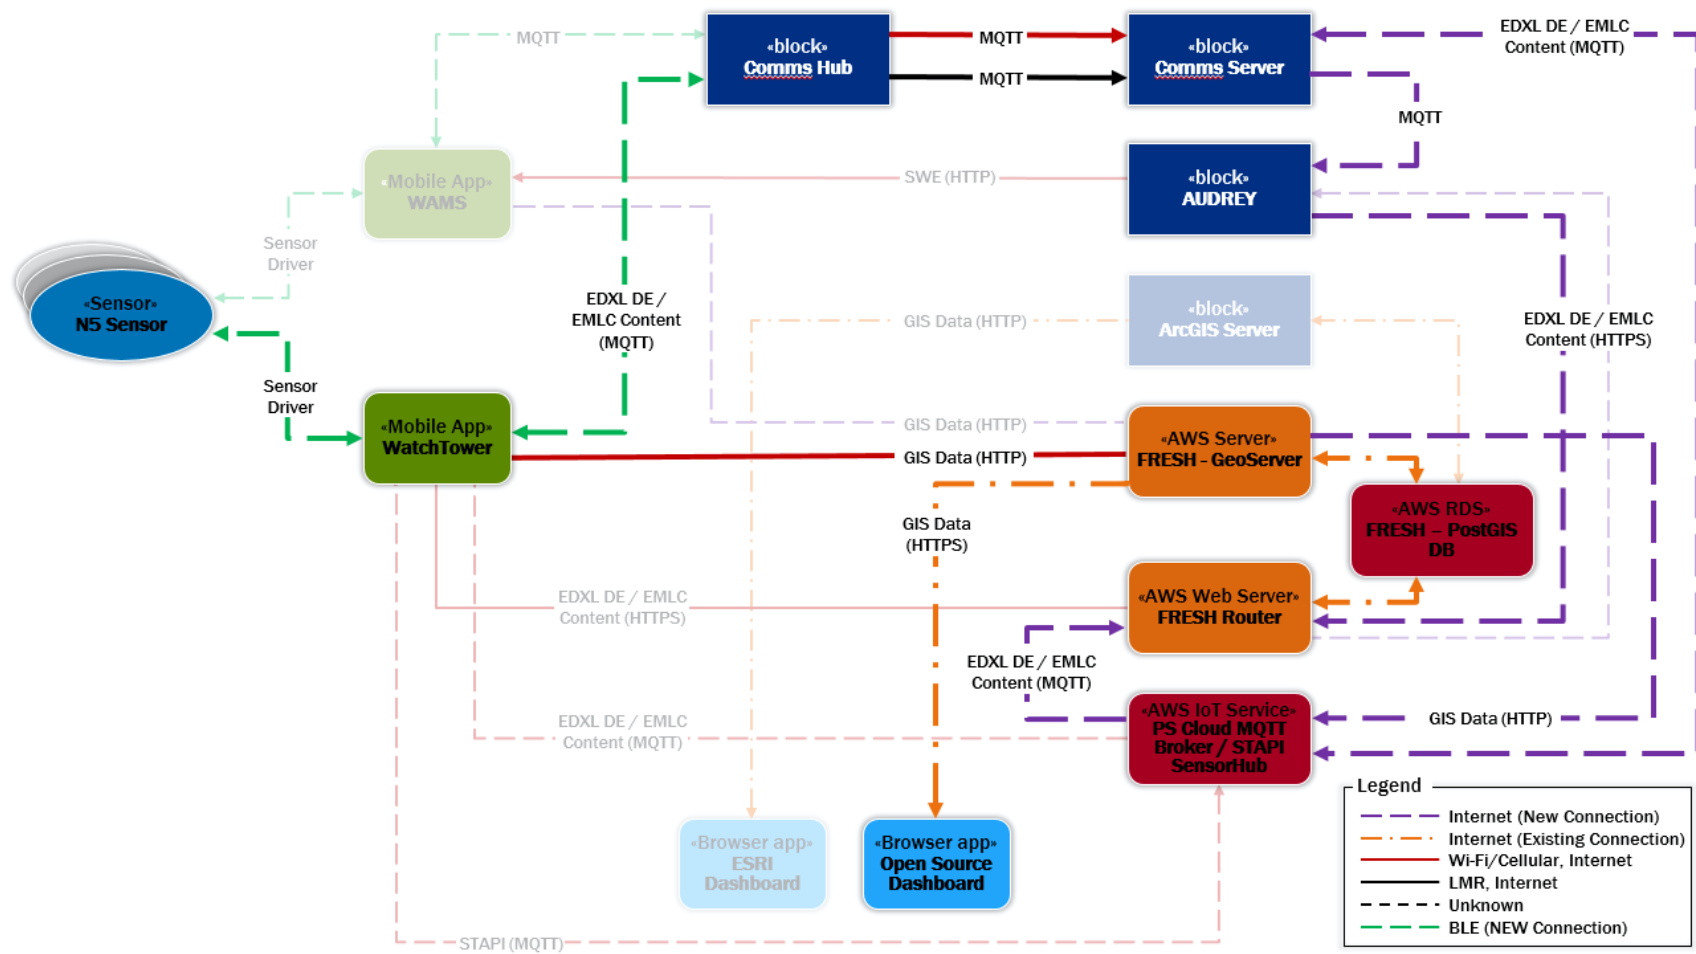 MQTT
«block»
Comms Hub
MQTT
MQTT
«block»
Comms Server
EDXL DE / EMLC
Content (MQTT)
MQTT
«Mobile App»
WAMS
SWE (HTTP)
«block»
AUDREY
Sensor
Driver
«Sensor»
N5 Sensor
EDXL DE /
EMLC Content
(MQTT)
GIS Data (HTTP)
«block»
ArcGIS Server
EDXL DE / EMLC
Content (HTTPS)
Sensor
Driver
«Mobile App»
WatchTower
GIS Data (HTTP)
GIS Data (HTTP)
«AWS Server»
FRESH - GeoServer
GIS Data
(HTTPS)
«AWS RDS»
FRESH – PostGIS
DB
EDXL DE / EMLC
Content (HTTPS)
«AWS Web Server»
FRESH Router
EDXL DE / EMLC
Content (MQTT)
EDXL DE / EMLC
Content (MQTT)
«AWS IoT Service»
PS Cloud MQTT
Broker / STAPI
SensorHub
GIS Data (HTTP)
«Browser app»
ESRI
Dashboard
«Browser app»
Open Source
Dashboard
STAPI (MQTT)
Legend
Internet (New Connection)
Internet (Existing Connection)
Wi-Fi/Cellular, Internet
LMR, Internet
Unknown
BLE (NEW Connection)